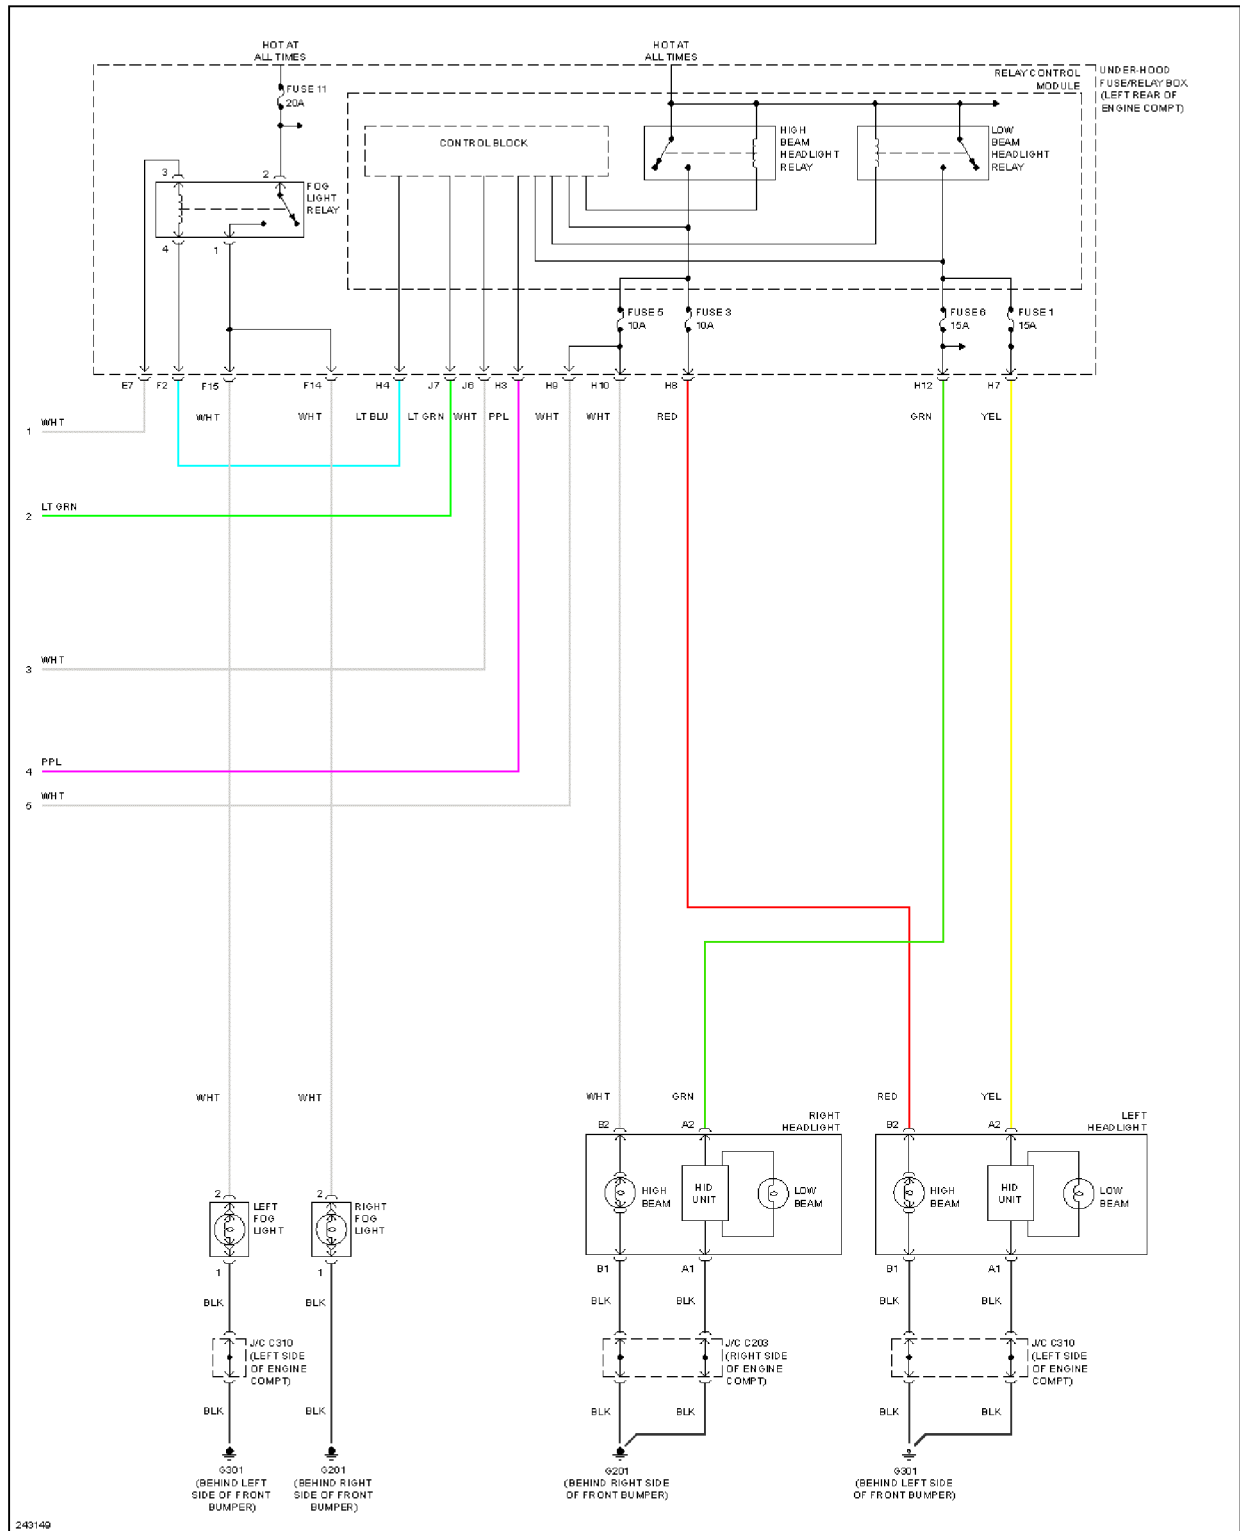 HOT AT
ALL TIMES
HOT AT
ALL TIMES
UNDER-HOOD
FUSE/RELAY BOX
(LEFT REAR OF
ENGINE COMPT)
RELAY CONTROL
MODULE
FUSE 11
20A
CONTROL BLOCK
HIGH
BEAM
HEADLIGHT
RELAY
LOW
BEAM
HEADLIGHT
RELAY
3
2
FOG
LIGHT
RELAY
4
1
FUSE 5
10A
FUSE 3
10A
FUSE 6
15A
FUSE 1
15A
E7
F2
F15
F14
H4
J7
J6
H3
H9
H10
H8
H12
H7
WHT
WHT
LT BLU
LT GRN
WHT
PPL
WHT
WHT
RED
GRN
YEL
1
WHT
2
LT GRN
3
WHT
4
PPL
5
WHT
WHT
WHT
WHT
GRN
RED
YEL
RIGHT
HEADLIGHT
LEFT
HEADLIGHT
B2
A2
B2
A2
HIGH
BEAM
HID
UNIT
LOW
BEAM
HIGH
BEAM
HID
UNIT
LOW
BEAM
2
LEFT
FOG
LIGHT
2
RIGHT
FOG
LIGHT
1
1
B1
A1
B1
A1
BLK
BLK
BLK
BLK
BLK
BLK
J/C C310
(LEFT SIDE
OF ENGINE
COMPT)
J/C C203
(RIGHT SIDE
OF ENGINE
COMPT)
J/C C310
(LEFT SIDE
OF ENGINE
COMPT)
BLK
BLK
BLK
BLK
BLK
BLK
G301
(BEHIND LEFT
SIDE OF FRONT
BUMPER)
G201
(BEHIND RIGHT
SIDE OF FRONT
BUMPER)
G201
(BEHIND RIGHT SIDE
OF FRONT BUMPER)
G301
(BEHIND LEFT SIDE
OF FRONT BUMPER)
243149